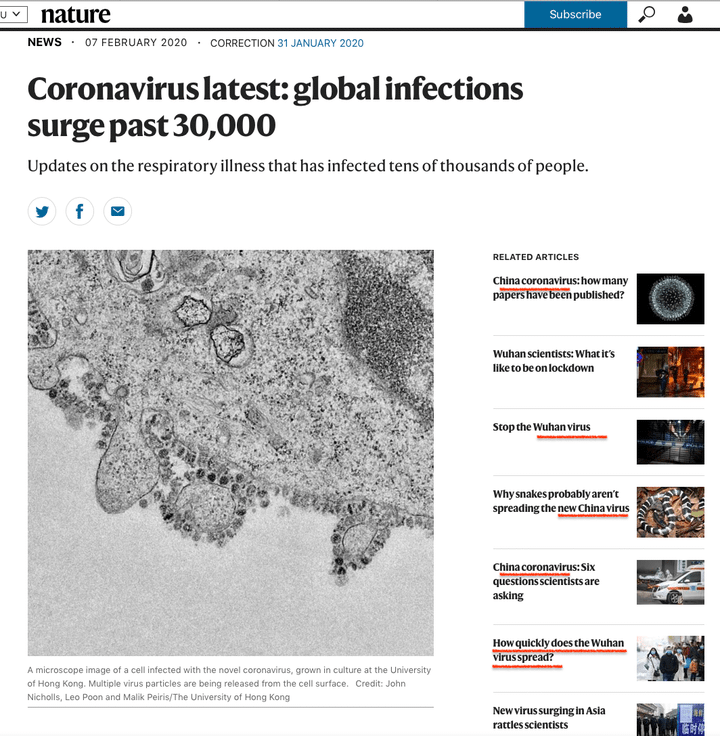 U
nature
Subscribe
NEWS · 07 FEBRUARY 2020 · CORRECTION 31 JANUARY 2020
Coronavirus latest: global infections
surge past 30,000
Updates on the respiratory illness that has infected tens of thousands of people.
RELATED ARTICLES
China coronavirus: how many
papers have been published?
Wuhan scientists: What it's
like to be on lockdown
Stop the Wuhan virus
Why snakes probably aren't
spreading the new China virus
China coronavirus: Six
questions scientists are
asking
How quickly does the Wuhan
virus spread?
New virus surging in Asia
rattles scientists
A microscope image of a cell infected with the novel coronavirus, grown in culture at the University
of Hong Kong. Multiple virus particles are being released from the cell surface. Credit: John
Nicholls, Leo Poon and Malik Peiris/The University of Hong Kong